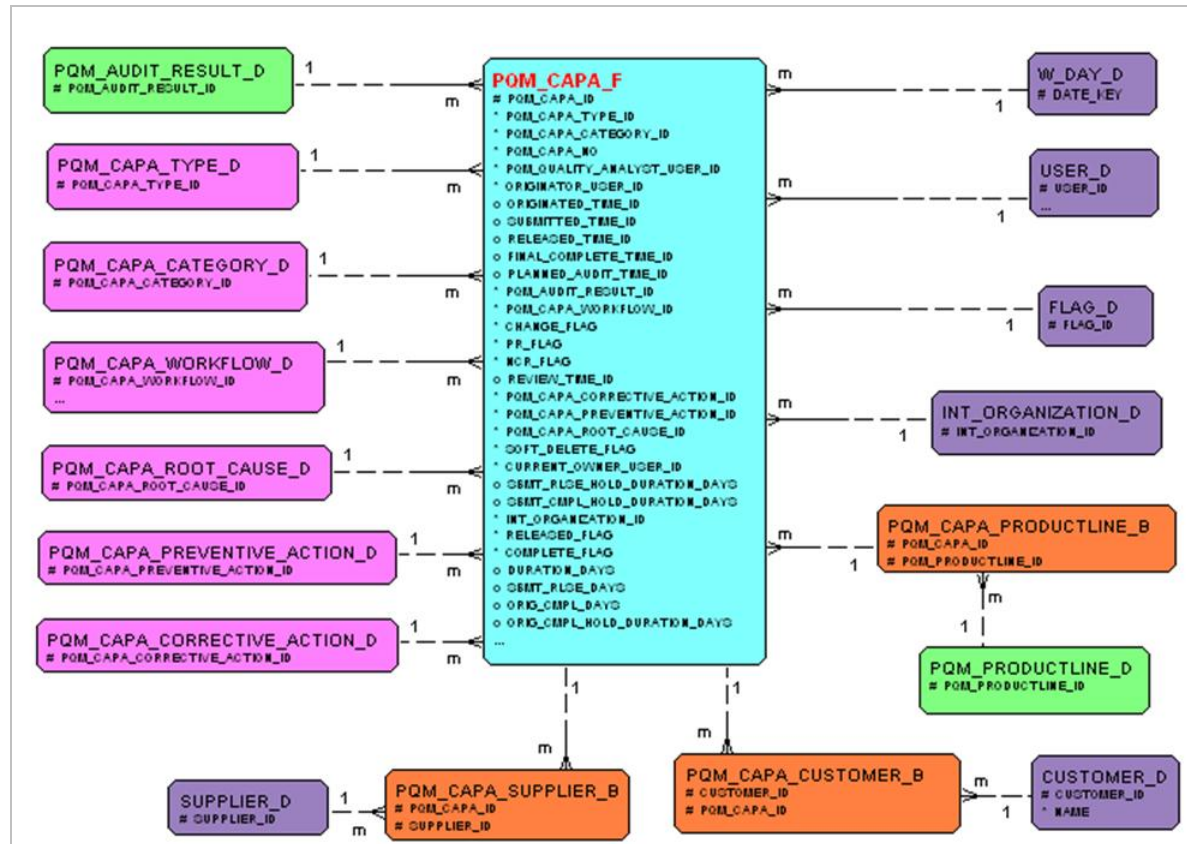 PQM_AUDIT_RESULT_D
# PQM_AUDIT_RESULT_ID
1
m
PQM_CAPA_TYPE_D
# PQM_CAPA_TYPE_ID
1
m
PQM_CAPA_CATEGORY_D
# PQM_CAPA_CATEGORY_ID
1
m
PQM_CAPA_WORKFLOW_D
# PQM_CAPA_WORKFLOW_ID
...
1
m
PQM_CAPA_ROOT_CAUSE_D
# PQM_CAPA_ROOT_CAUSE_ID
1
m
PQM_CAPA_PREVENTIVE_ACTION_D
# PQM_CAPA_PREVENTIVE_ACTION_ID
1
m
PQM_CAPA_CORRECTIVE_ACTION_D
# PQM_CAPA_CORRECTIVE_ACTION_ID
1
m
PQM_CAPA_F
# PQM_CAPA_ID
* PQM_CAPA_TYPE_ID
* PQM_CAPA_CATEGORY_ID
* PQM_CAPA_NO
* PQM_QUALITY_ANALYST_USER_ID
* ORIGINATOR_USER_ID
o ORIGINATED_TIME_ID
o SUBMITTED_TIME_ID
o RELEASED_TIME_ID
o FINAL_COMPLETE_TIME_ID
o PLANNED_AUDIT_TIME_ID
* PQM_AUDIT_RESULT_ID
* PQM_CAPA_WORKFLOW_ID
* CHANGE_FLAG
* PR_FLAG
* NCR_FLAG
o REVIEW_TIME_ID
* PQM_CAPA_CORRECTIVE_ACTION_ID
* PQM_CAPA_PREVENTIVE_ACTION_ID
* PQM_CAPA_ROOT_CAUSE_ID
* SOFT_DELETE_FLAG
* CURRENT_OWNER_USER_ID
o SBMT_RLSE_HOLD_DURATION_DAYS
o SBMT_CMPL_HOLD_DURATION_DAYS
* INT_ORGANIZATION_ID
* RELEASED_FLAG
* COMPLETE_FLAG
o DURATION_DAYS
o SBMT_RLSE_DAYS
o ORIG_CMPL_DAYS
o ORIG_CMPL_HOLD_DURATION_DAYS
...
m
1
W_DAY_D
# DATE_KEY
m
1
USER_D
# USER_ID
...
m
1
FLAG_D
# FLAG_ID
m
1
INT_ORGANIZATION_D
# INT_ORGANIZATION_ID
m
1
PQM_CAPA_PRODUCTLINE_B
# PQM_CAPA_ID
# PQM_PRODUCTLINE_ID
m
1
PQM_PRODUCTLINE_D
# PQM_PRODUCTLINE_ID
1
m
1
m
SUPPLIER_D
# SUPPLIER_ID
1
m
PQM_CAPA_SUPPLIER_B
# PQM_CAPA_ID
# SUPPLIER_ID
PQM_CAPA_CUSTOMER_B
# CUSTOMER_ID
# PQM_CAPA_ID
m
1
CUSTOMER_D
# CUSTOMER_ID
* NAME